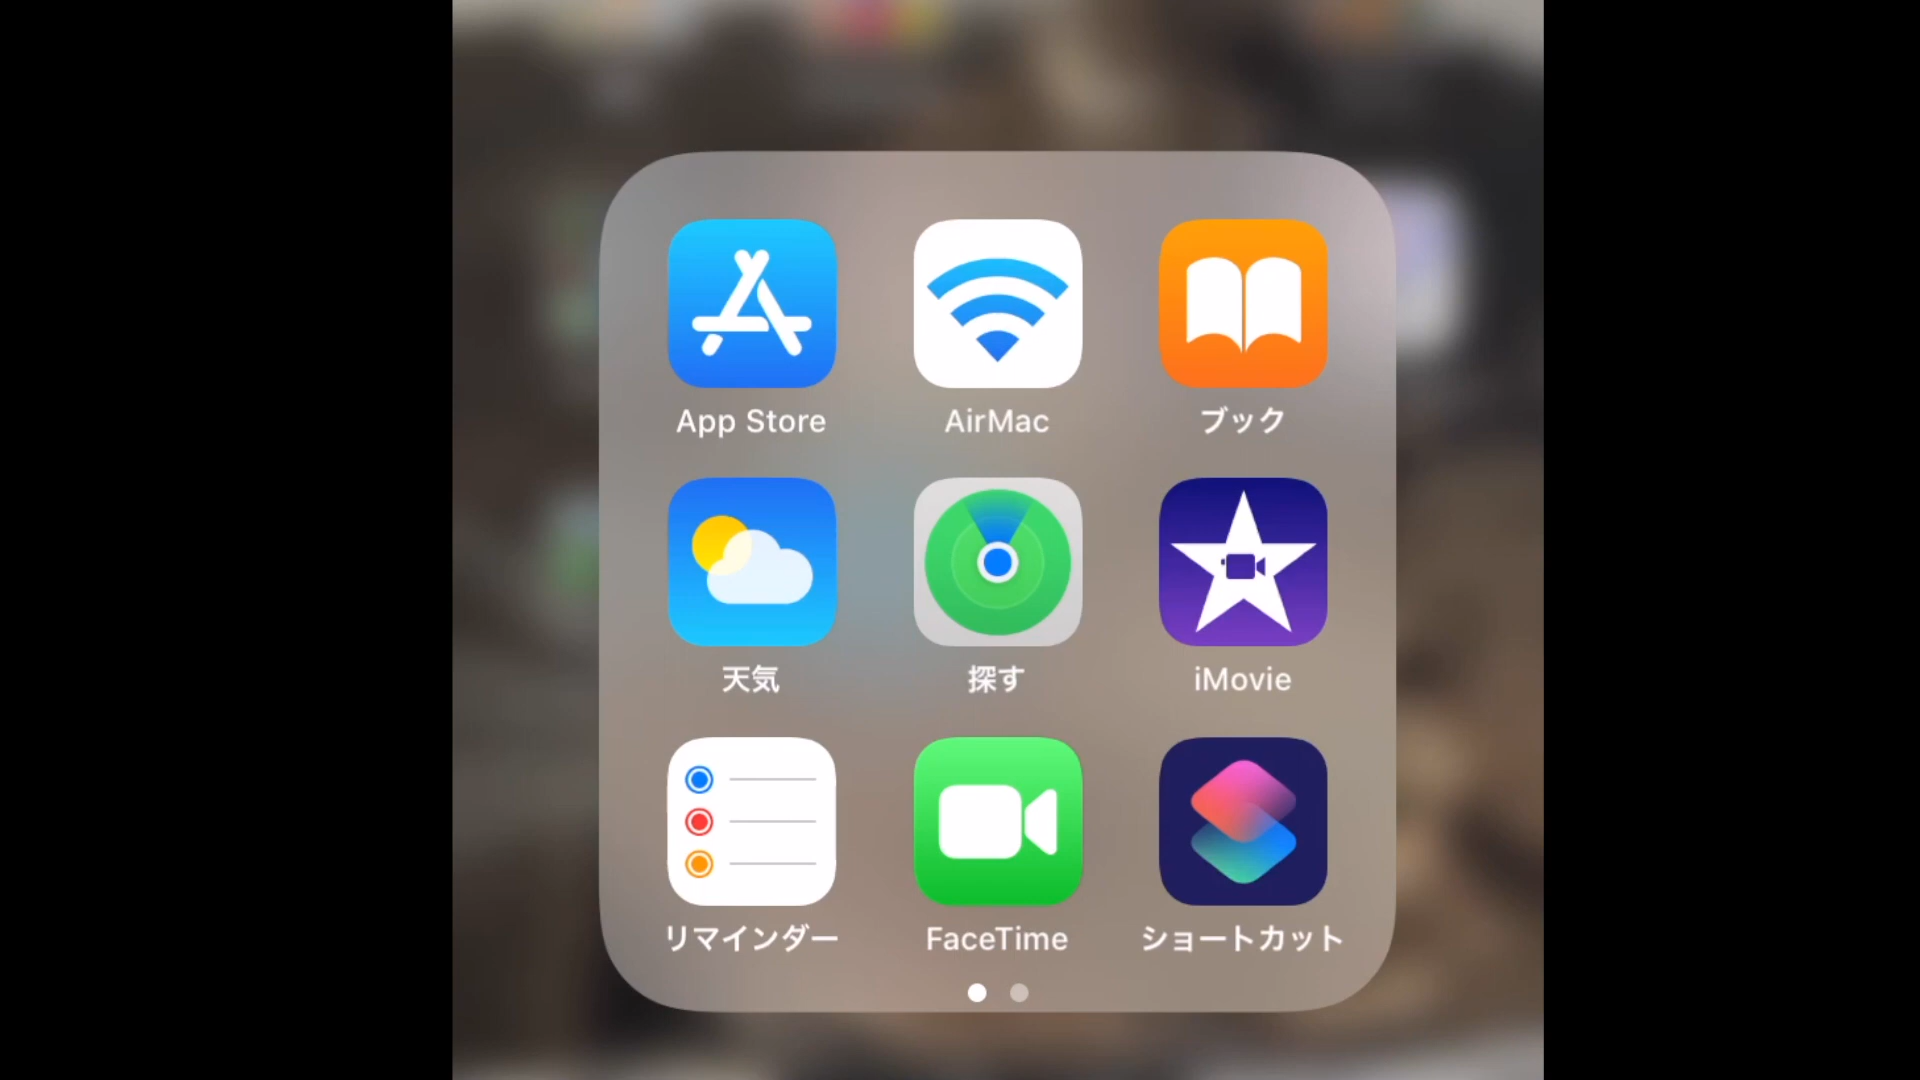 App Store
AirMac
ブック
天気
探す
iMovie
リマインダー
FaceTime
ショートカット